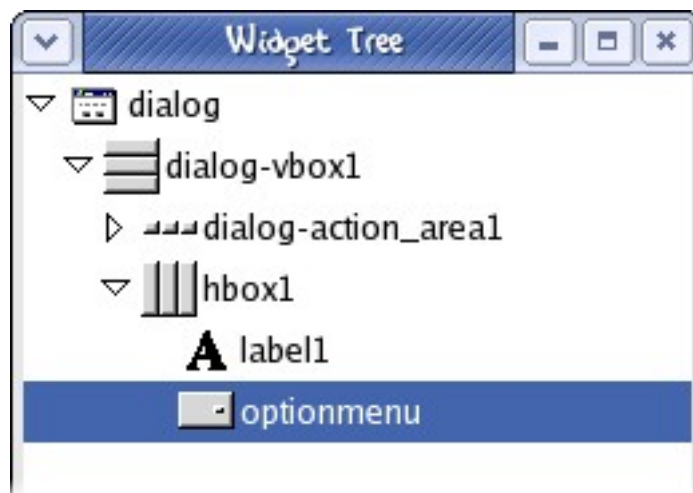 Widget Tree
dialog
dialog-vbox1
dialog-action_area1
hbox1
label1
optionmenu